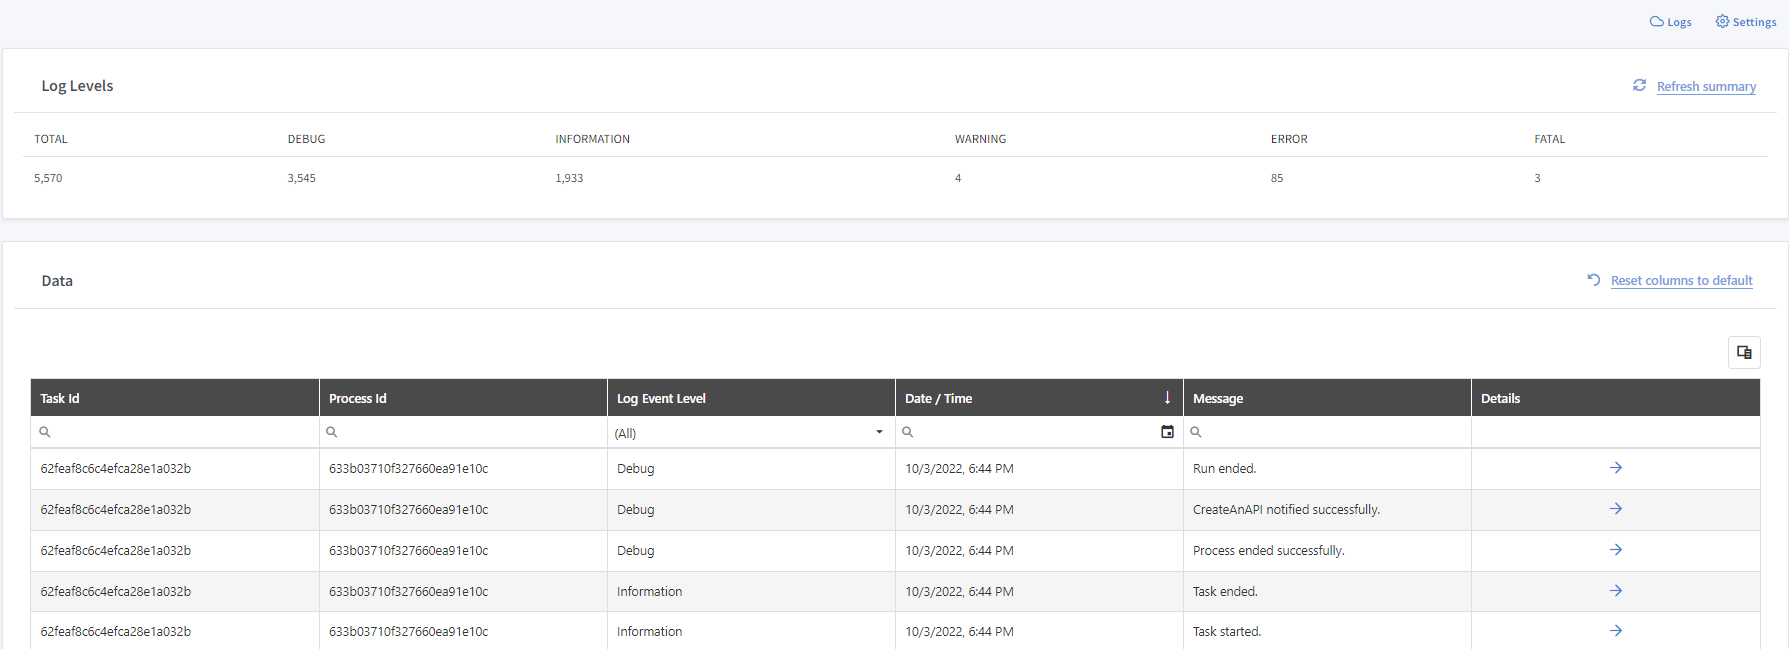 Logs Settings
Log Levels Refresh summary
TOTAL DEBUG INFORMATION WARNING ERROR FATAL
5,570 3,545 1,933 4 85 3
Data Reset columns to default
Task Id Process Id Log Event Level Date / Time Message Details
(All)
62feaf8c6c4efca28e1a032b 633b03710f327660ea91e10c Debug 10/3/2022, 6:44 PM Run ended.
62feaf8c6c4efca28e1a032b 633b03710f327660ea91e10c Debug 10/3/2022, 6:44 PM CreateAnAPI notified successfully.
62feaf8c6c4efca28e1a032b 633b03710f327660ea91e10c Debug 10/3/2022, 6:44 PM Process ended successfully.
62feaf8c6c4efca28e1a032b 633b03710f327660ea91e10c Information 10/3/2022, 6:44 PM Task ended.
62feaf8c6c4efca28e1a032b 633b03710f327660ea91e10c Information 10/3/2022, 6:44 PM Task started.